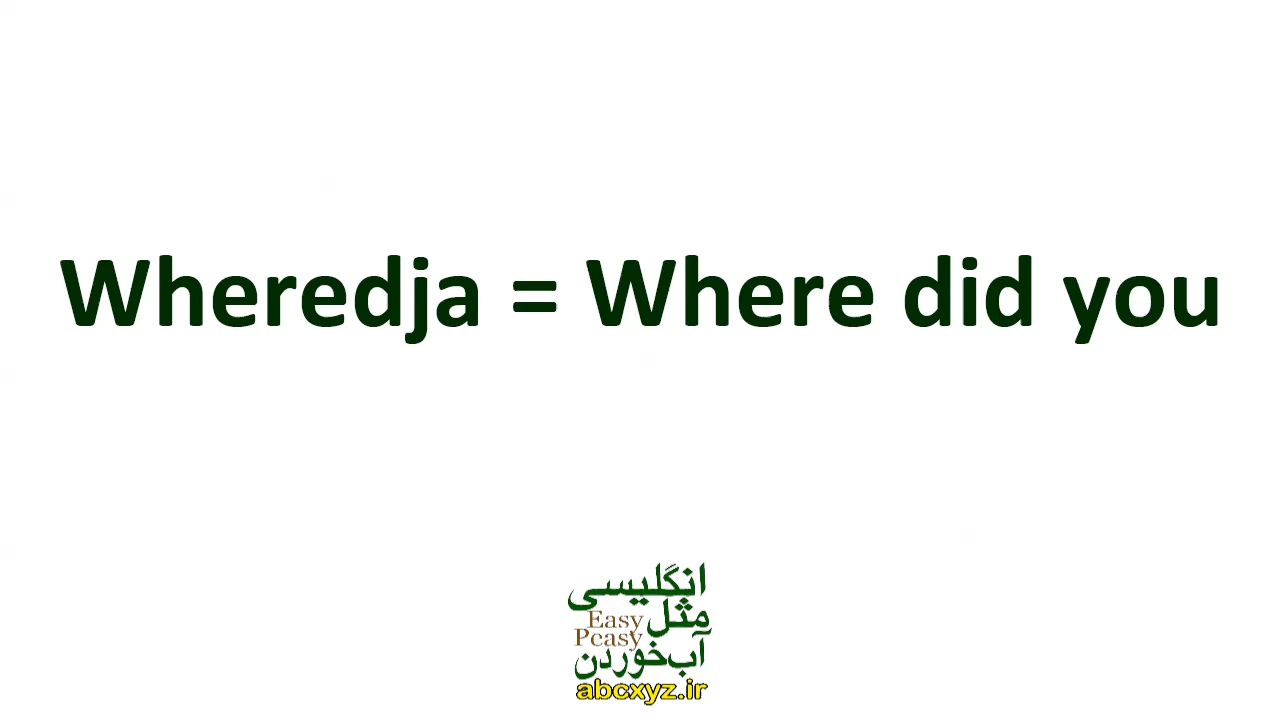 Wheredja = Where did you
انگلیسی
مثل
Easy
Peasy
آب‌خوردن
abcxyz.ir